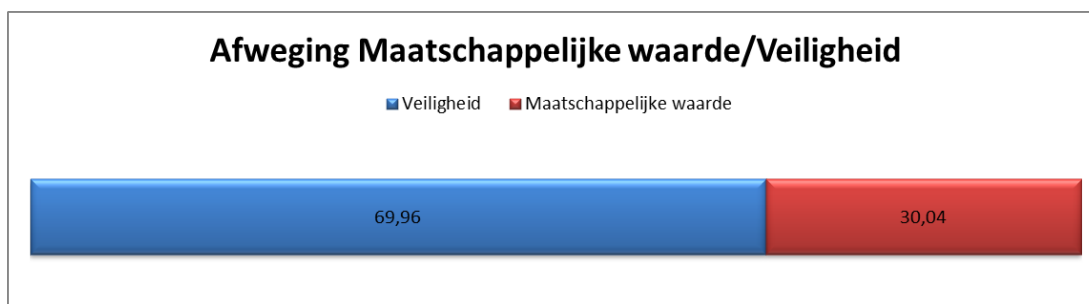 Afweging Maatschappelijke waarde/Veiligheid
Veiligheid Maatschappelijke waarde
69,96 30,04